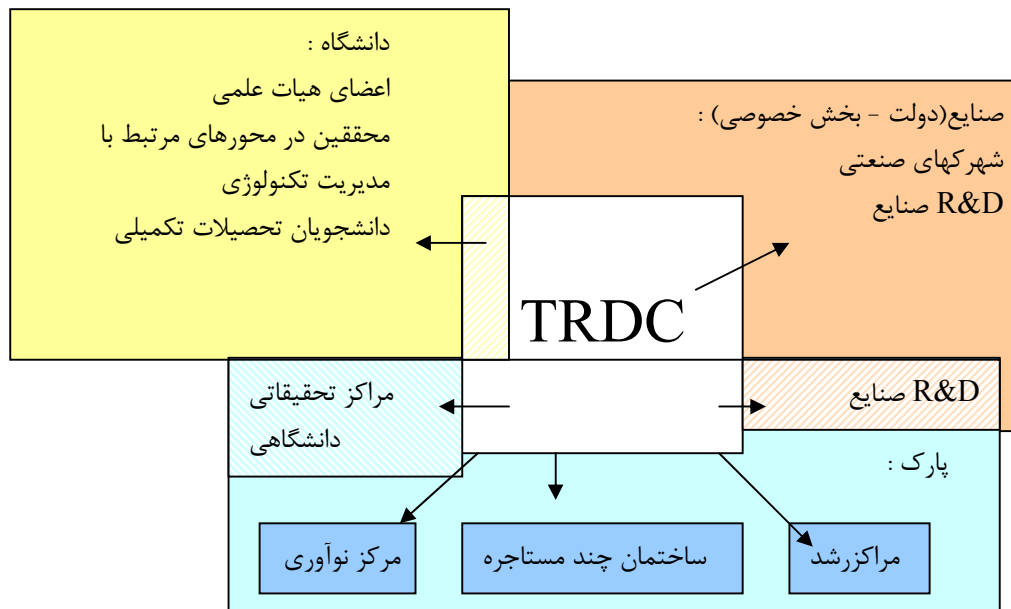 دانشگاه :
اعضای هیات علمی
محققین در محورهای مرتبط با
مدیریت تکنولوژی
دانشجویان تحصیلات تکمیلی
صنایع(دولت - بخش خصوصی) :
شهرکهای صنعتی
R&D صنایع
TRDC
R&D صنایع
مراکز تحقیقاتی
دانشگاهی
پارک :
مراکزرشد
ساختمان چند مستاجره
مرکز نوآوری